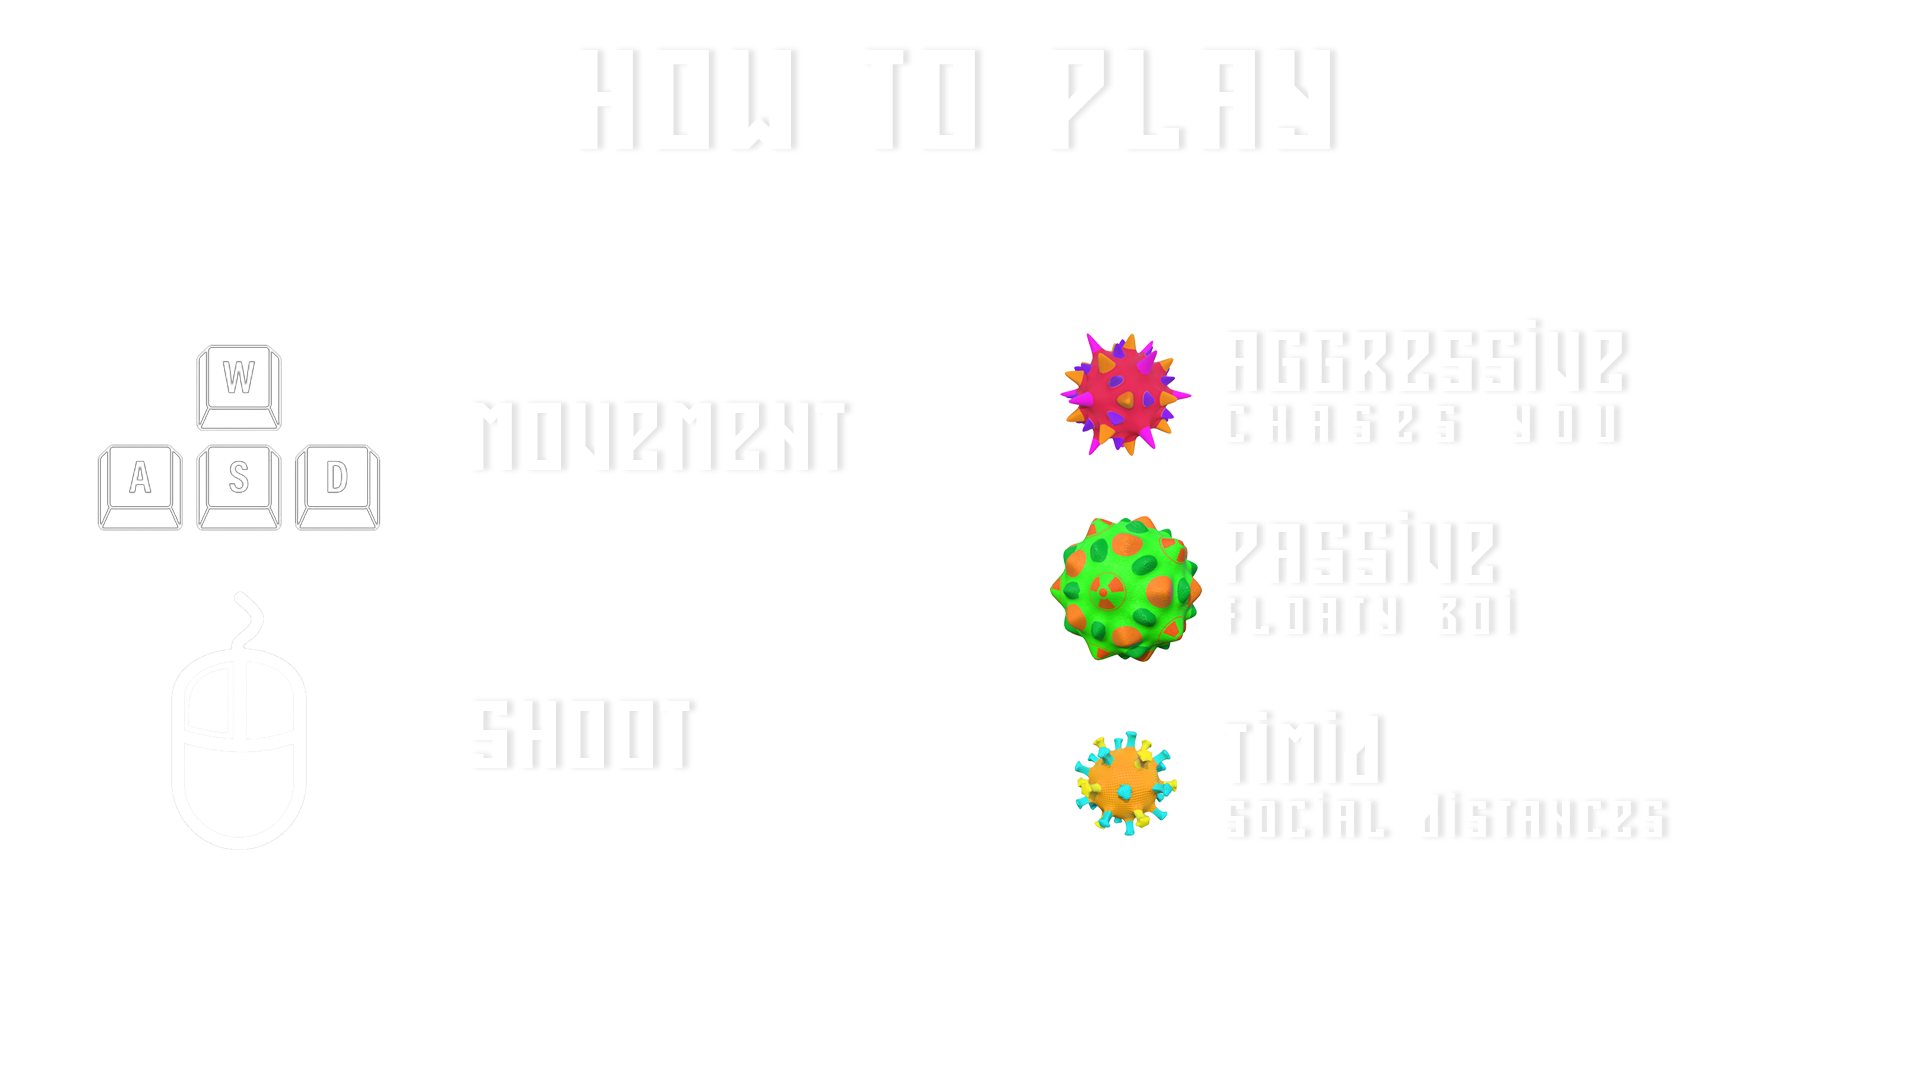 HOW TO PLAY
W
A S D
MOVEMENT
SHOOT
AGGRESSIVE
CHASES YOU
PASSIVE
FLOATY BOI
TIMID
SOCIAL DISTANCES